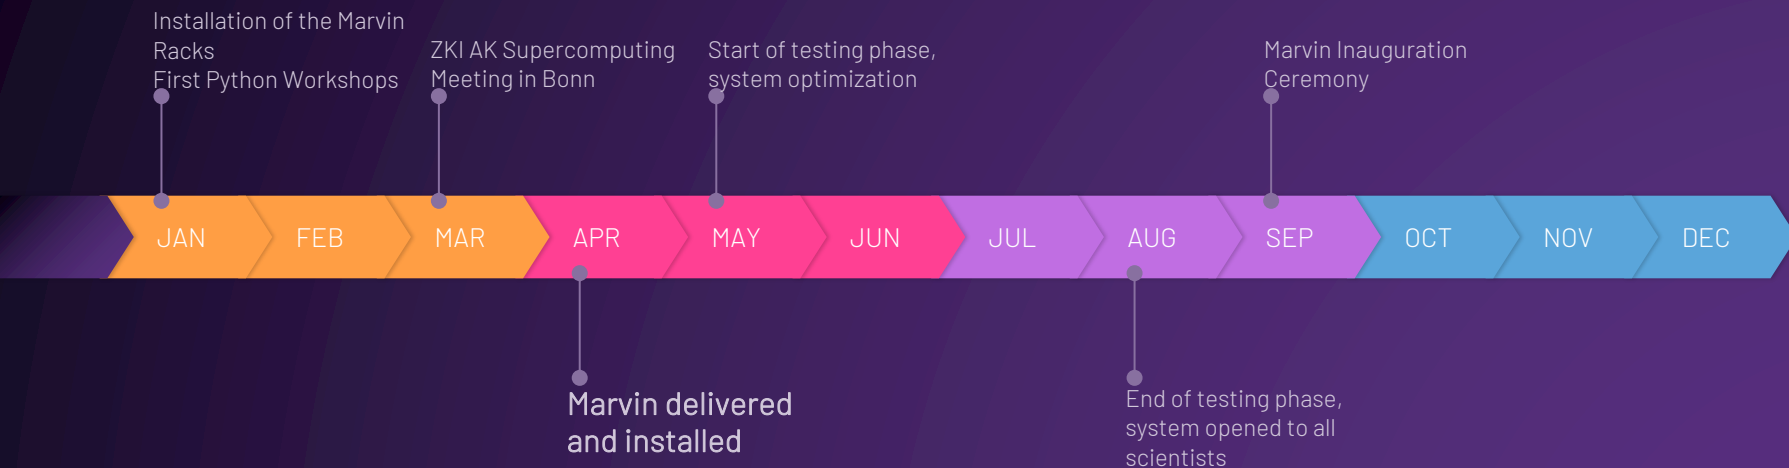 Installation of the Marvin
Racks
First Python Workshops
ZKI AK Supercomputing
Meeting in Bonn
Start of testing phase,
system optimization
Marvin Inauguration
Ceremony
JAN
FEB
MAR
APR
MAY
JUN
JUL
AUG
SEP
OCT
NOV
DEC
Marvin delivered
and installed
End of testing phase,
system opened to all
scientists